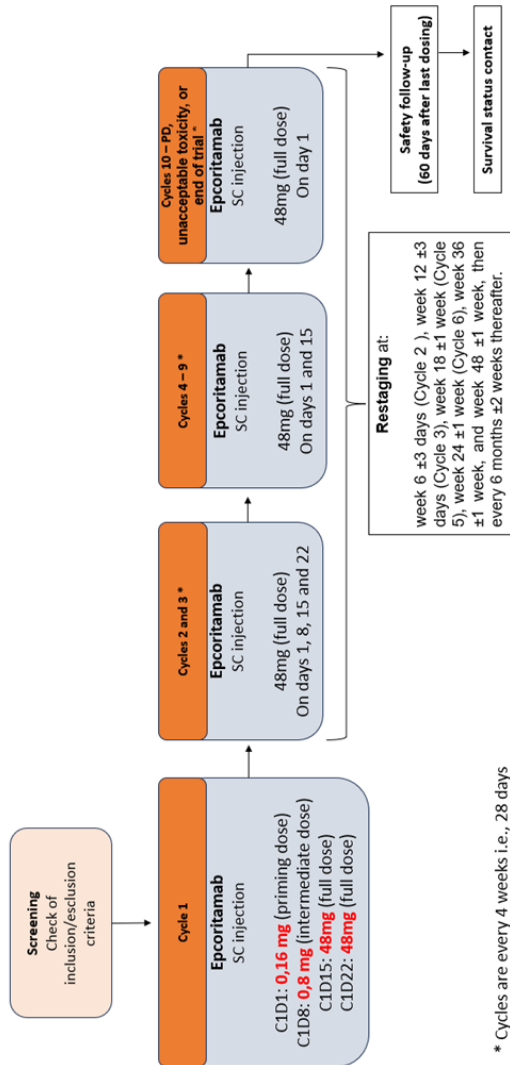 Screening
Check of
inclusion/esclusion
criteria
Cycle 1
Epcoritamab
SC injection
C1D1: 0,16 mg (priming dose)
C1D8: 0,8 mg (intermediate dose)
C1D15: 48mg (full dose)
C1D22: 48mg (full dose)
Cycles 2 and 3 *
Epcoritamab
SC injection
48mg (full dose)
On days 1, 8, 15 and 22
Cycles 4 – 9 *
Epcoritamab
SC injection
48mg (full dose)
On days 1 and 15
Cycles 10 – PD,
unacceptable toxicity, or
end of trial *
Epcoritamab
SC injection
48mg (full dose)
On day 1
Restaging at:
week 6 ±3 days (Cycle 2 ), week 12 ±3
days (Cycle 3), week 18 ±1 week (Cycle
5), week 24 ±1 week (Cycle 6), week 36
±1 week, and week 48 ±1 week, then
every 6 months ±2 weeks thereafter.
Safety follow-up
(60 days after last dosing)
Survival status contact
* Cycles are every 4 weeks i.e., 28 days